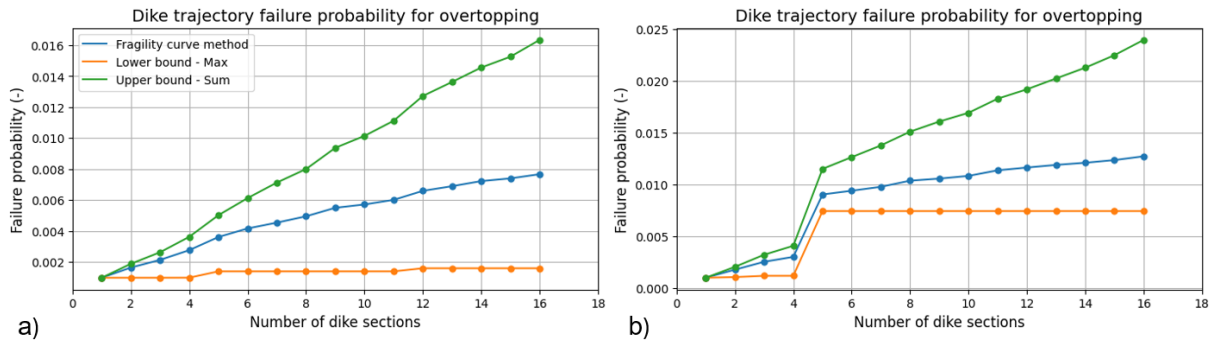 Dike trajectory failure probability for overtopping
Failure probability (-)
0.016
0.014
0.012
0.010
0.008
0.006
0.004
0.002
Fragility curve method
Lower bound - Max
Upper bound - Sum
0 2 4 6 8 10 12 14 16 18
Number of dike sections
a)
Dike trajectory failure probability for overtopping
Failure probability (-)
0.025
0.020
0.015
0.010
0.005
0.000
0 2 4 6 8 10 12 14 16 18
Number of dike sections
b)